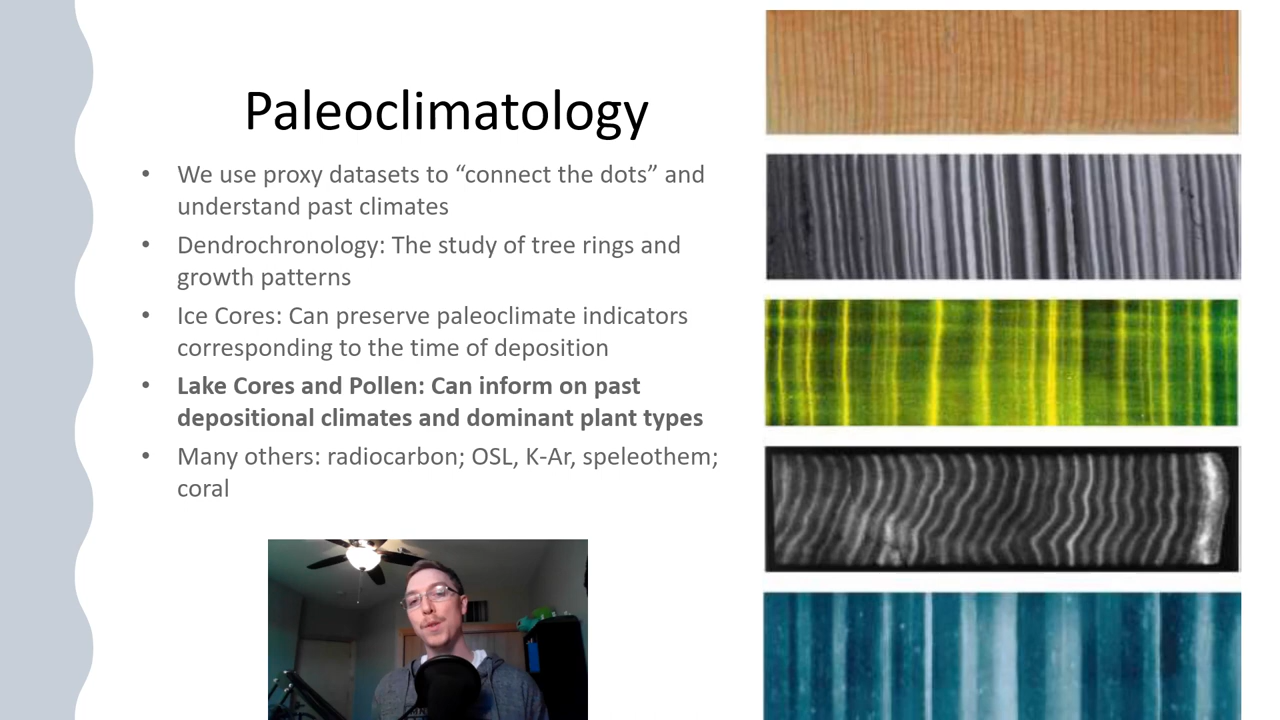 Paleoclimatology
• We use proxy datasets to “connect the dots” and
understand past climates
• Dendrochronology: The study of tree rings and
growth patterns
• Ice Cores: Can preserve paleoclimate indicators
corresponding to the time of deposition
• Lake Cores and Pollen: Can inform on past
depositional climates and dominant plant types
• Many others: radiocarbon; OSL, K-Ar, speleothem;
coral